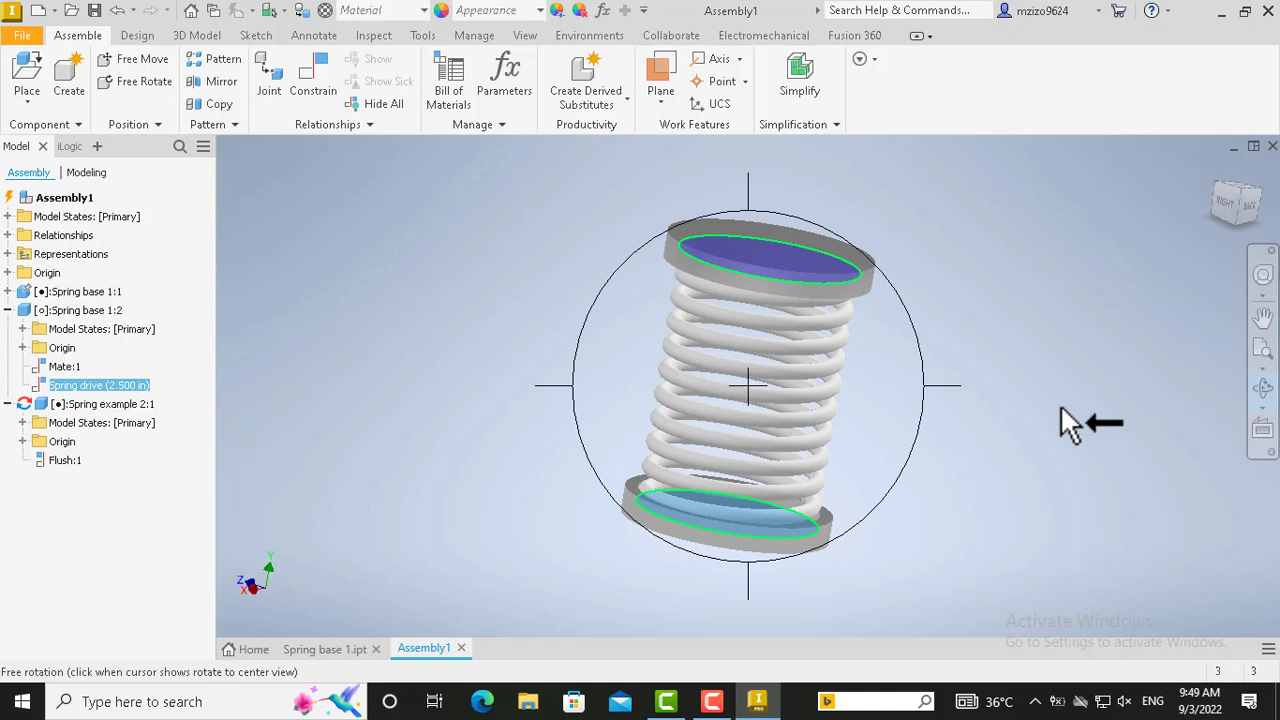 Material
Appearance
Assembly1
Search Help & Commands...
mzizo9624
File
Assemble
Design
3D Model
Sketch
Annotate
Inspect
Tools
Manage
View
Environments
Collaborate
Electromechanical
Fusion 360
Place
Create
Free Move
Free Rotate
Pattern
Mirror
Copy
Joint
Constrain
Show
Show Sick
Hide All
Bill of
Materials
Parameters
Create Derived
Substitutes
Plane
Axis
Point
UCS
Simplify
Component
Position
Pattern
Relationships
Manage
Productivity
Work Features
Simplification
Model
iLogic
Assembly
Modeling
Assembly1
Model States: [Primary]
Relationships
Representations
Origin
[●]:Spring base 1:1
[○]:Spring base 1:2
Model States: [Primary]
Origin
Mate:1
Spring drive (2.500 in)
[●]:Spring example 2:1
Model States: [Primary]
Origin
Flush:1
RIGHT
BACK
Y
Z
X
Activate Windows
Go to Settings to activate Windows.
Home
Spring base 1.ipt
Assembly1
Free rotation (click when cursor shows rotate to center view)
3
3
Type here to search
PRO
36°C
ENG
9:49 AM
9/3/2022